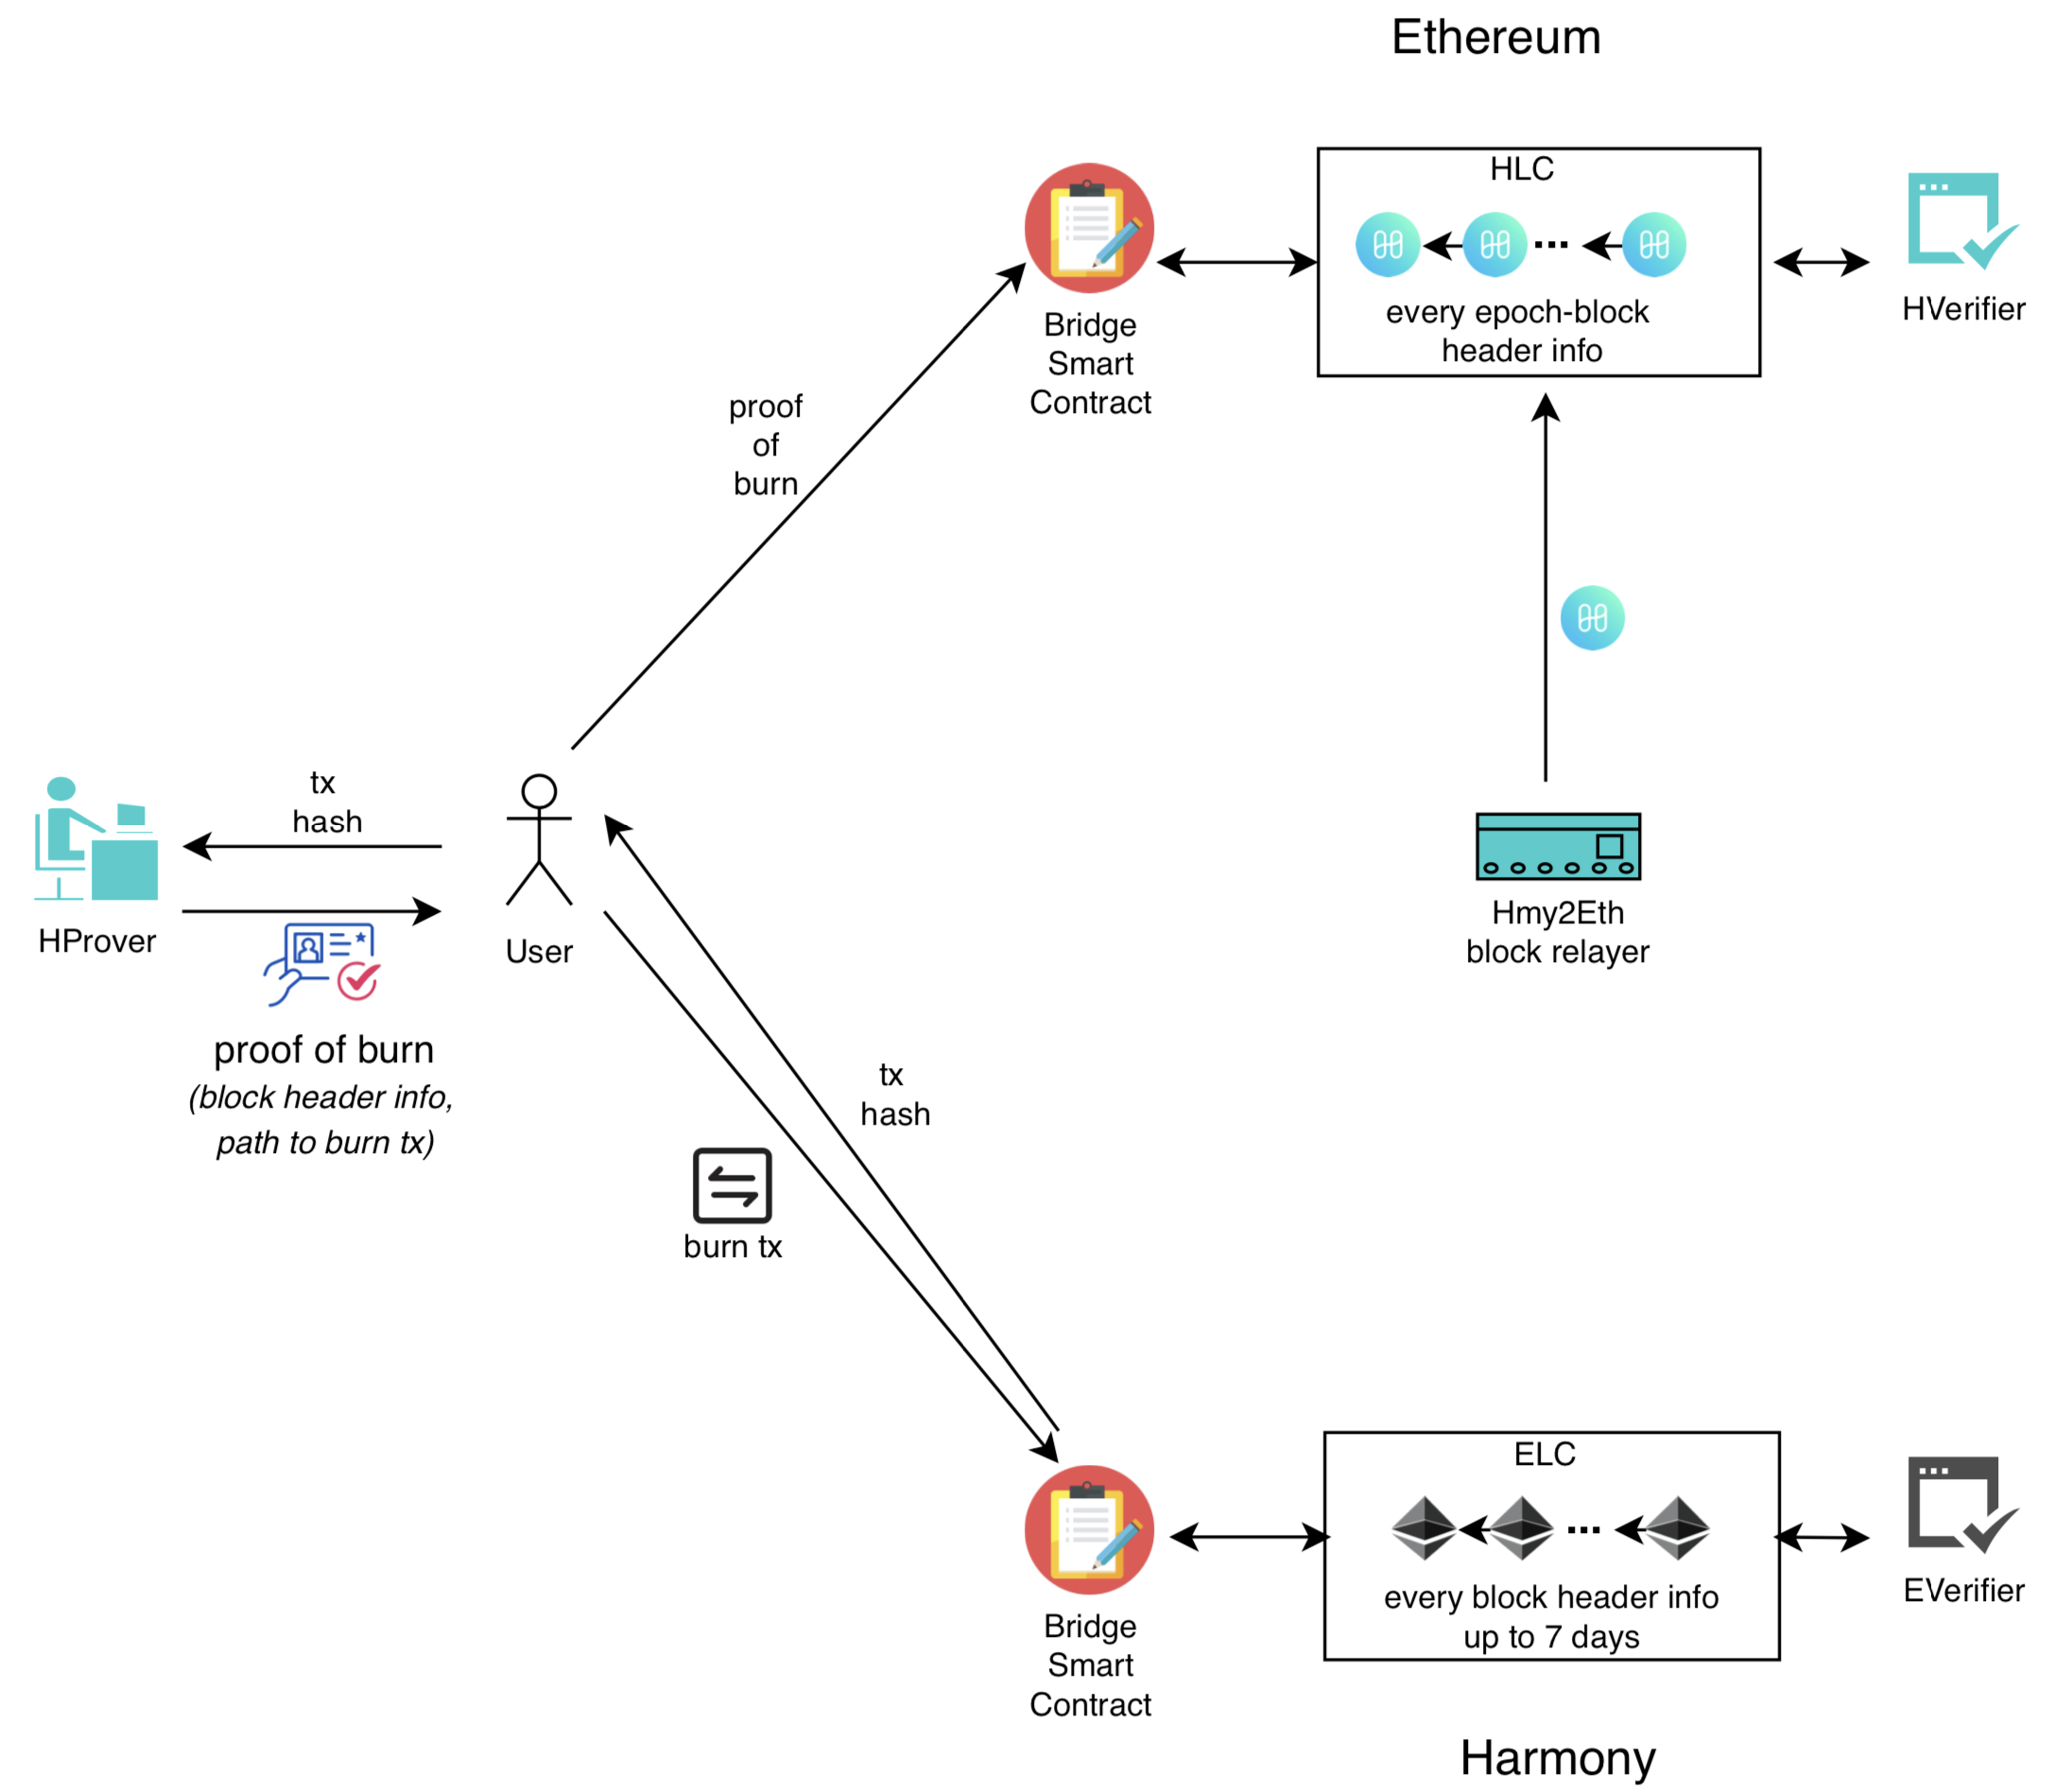 Ethereum
HLC
every epoch-block
header info
HVerifier
Bridge
Smart
Contract
proof
of
burn
tx
hash
HProver
User
Hmy2Eth
block relayer
proof of burn
(block header info,
path to burn tx)
tx
hash
burn tx
ELC
every block header info
up to 7 days
EVerifier
Bridge
Smart
Contract
Harmony